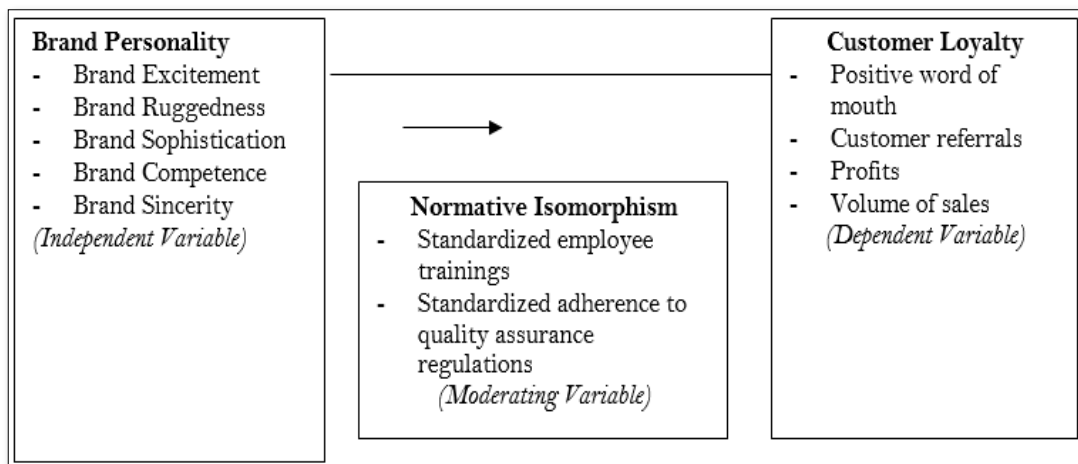 Brand Personality
- Brand Excitement
- Brand Ruggedness
- Brand Sophistication
- Brand Competence
- Brand Sincerity
(Independent Variable)
Normative Isomorphism
- Standardized employee
trainings
- Standardized adherence to
quality assurance
regulations
(Moderating Variable)
Customer Loyalty
- Positive word of
mouth
- Customer referrals
- Profits
- Volume of sales
(Dependent Variable)